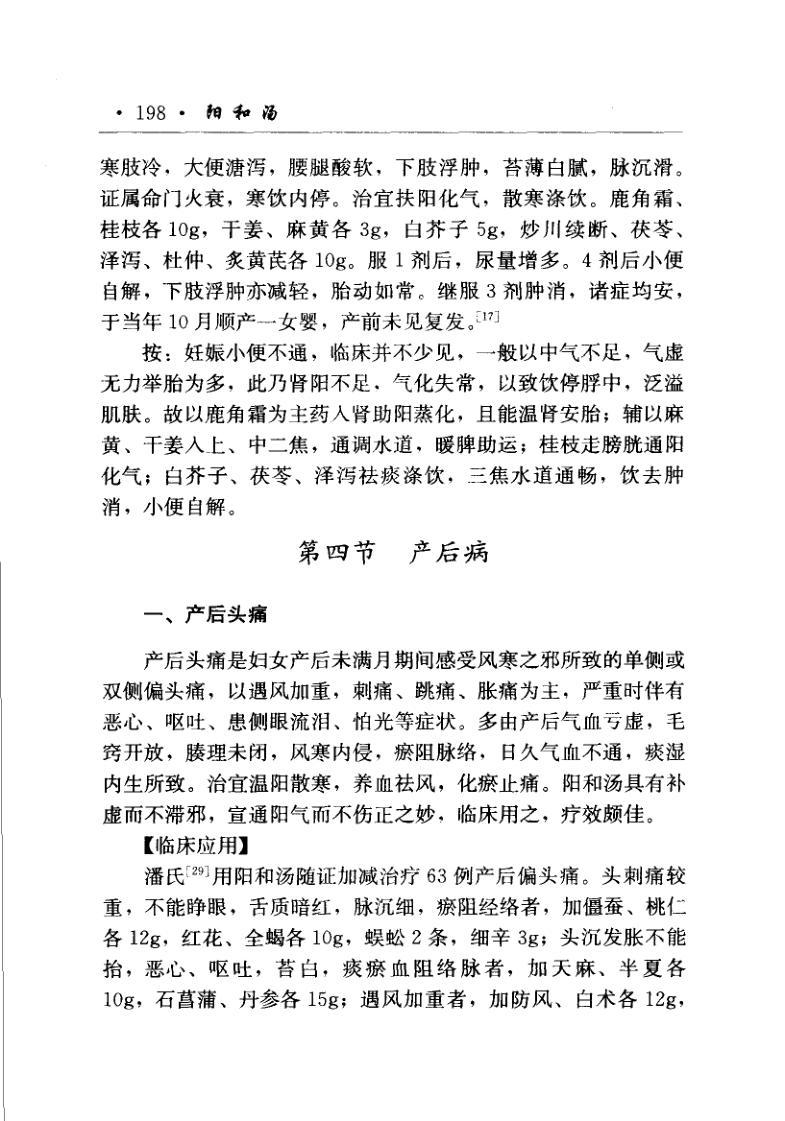 · 198 · 阳和汤
寒肢冷，大便溏泻，腰腿酸软，下肢浮肿，苔薄白腻，脉沉滑。
证属命门火衰，寒饮内停。治宜扶阳化气，散寒涤饮。鹿角霜、
桂枝各 10g，干姜、麻黄各 3g，白芥子 5g，炒川续断、茯苓、
泽泻、杜仲、炙黄芪各 10g。服 1 剂后，尿量增多。4 剂后小便
自解，下肢浮肿亦减轻，胎动如常。继服 3 剂肿消，诸症均安，
于当年 10 月顺产一女婴，产前未见复发。[17]
按：妊娠小便不通，临床并不少见，一般以中气不足，气虚
无力举胎为多，此乃肾阳不足．气化失常，以致饮停脬中，泛溢
肌肤。故以鹿角霜为主药入肾助阳蒸化，且能温肾安胎；辅以麻
黄、干姜入上、中二焦，通调水道，暖脾助运；桂枝走膀胱通阳
化气；白芥子、茯苓、泽泻祛痰涤饮，三焦水道通畅，饮去肿
消，小便自解。
第四节 产后病
一、产后头痛
产后头痛是妇女产后未满月期间感受风寒之邪所致的单侧或
双侧偏头痛，以遇风加重，刺痛、跳痛、胀痛为主，严重时伴有
恶心、呕吐、患侧眼流泪、怕光等症状。多由产后气血亏虚，毛
窍开放，腠理未闭，风寒内侵，瘀阻脉络，日久气血不通，痰湿
内生所致。治宜温阳散寒，养血祛风，化瘀止痛。阳和汤具有补
虚而不滞邪，宣通阳气而不伤正之妙，临床用之，疗效颇佳。
【临床应用】
潘氏[29]用阳和汤随证加减治疗 63 例产后偏头痛。头刺痛较
重，不能睁眼，舌质暗红，脉沉细，瘀阻经络者，加僵蚕、桃仁
各 12g，红花、全蝎各 10g，蜈蚣 2 条，细辛 3g；头沉发胀不能
抬，恶心、呕吐，苔白，痰瘀血阻络脉者，加天麻、半夏各
10g，石菖蒲、丹参各 15g；遇风加重者，加防风、白术各 12g，